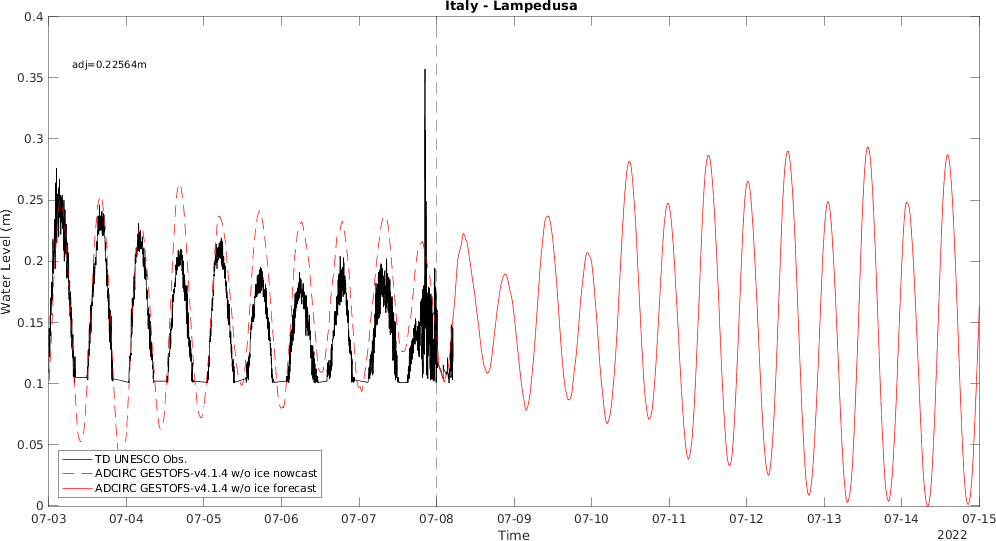 Italy - Lampedusa
0.4
0.35
0.3
0.25
0.2
0.15
0.1
0.05
0
Water Level (m)
adj=0.22564m
TD UNESCO Obs.
ADCIRC GESTOFS-v4.1.4 w/o ice nowcast
ADCIRC GESTOFS-v4.1.4 w/o ice forecast
07-03 07-04 07-05 07-06 07-07 07-08 07-09 07-10 07-11 07-12 07-13 07-14 07-15
Time
2022